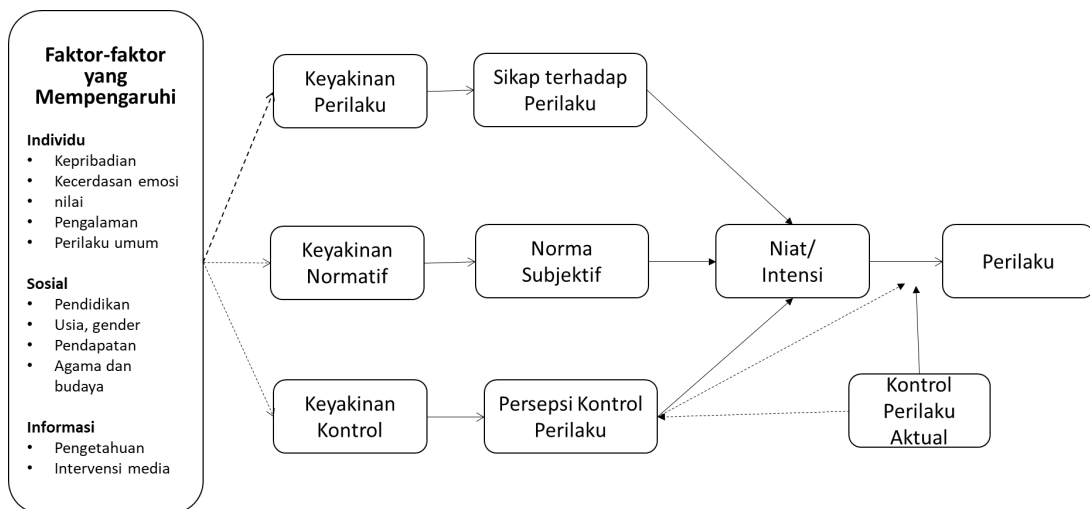 Faktor-faktor
yang
Mempengaruhi
Individu
• Kepribadian
• Kecerdasan emosi
• nilai
• Pengalaman
• Perilaku umum
Sosial
• Pendidikan
• Usia, gender
• Pendapatan
• Agama dan
budaya
Informasi
• Pengetahuan
• Intervensi media
Keyakinan
Perilaku
Sikap terhadap
Perilaku
Keyakinan
Normatif
Norma
Subjektif
Niat/
Intensi
Perilaku
Keyakinan
Kontrol
Persepsi Kontrol
Perilaku
Kontrol
Perilaku
Aktual